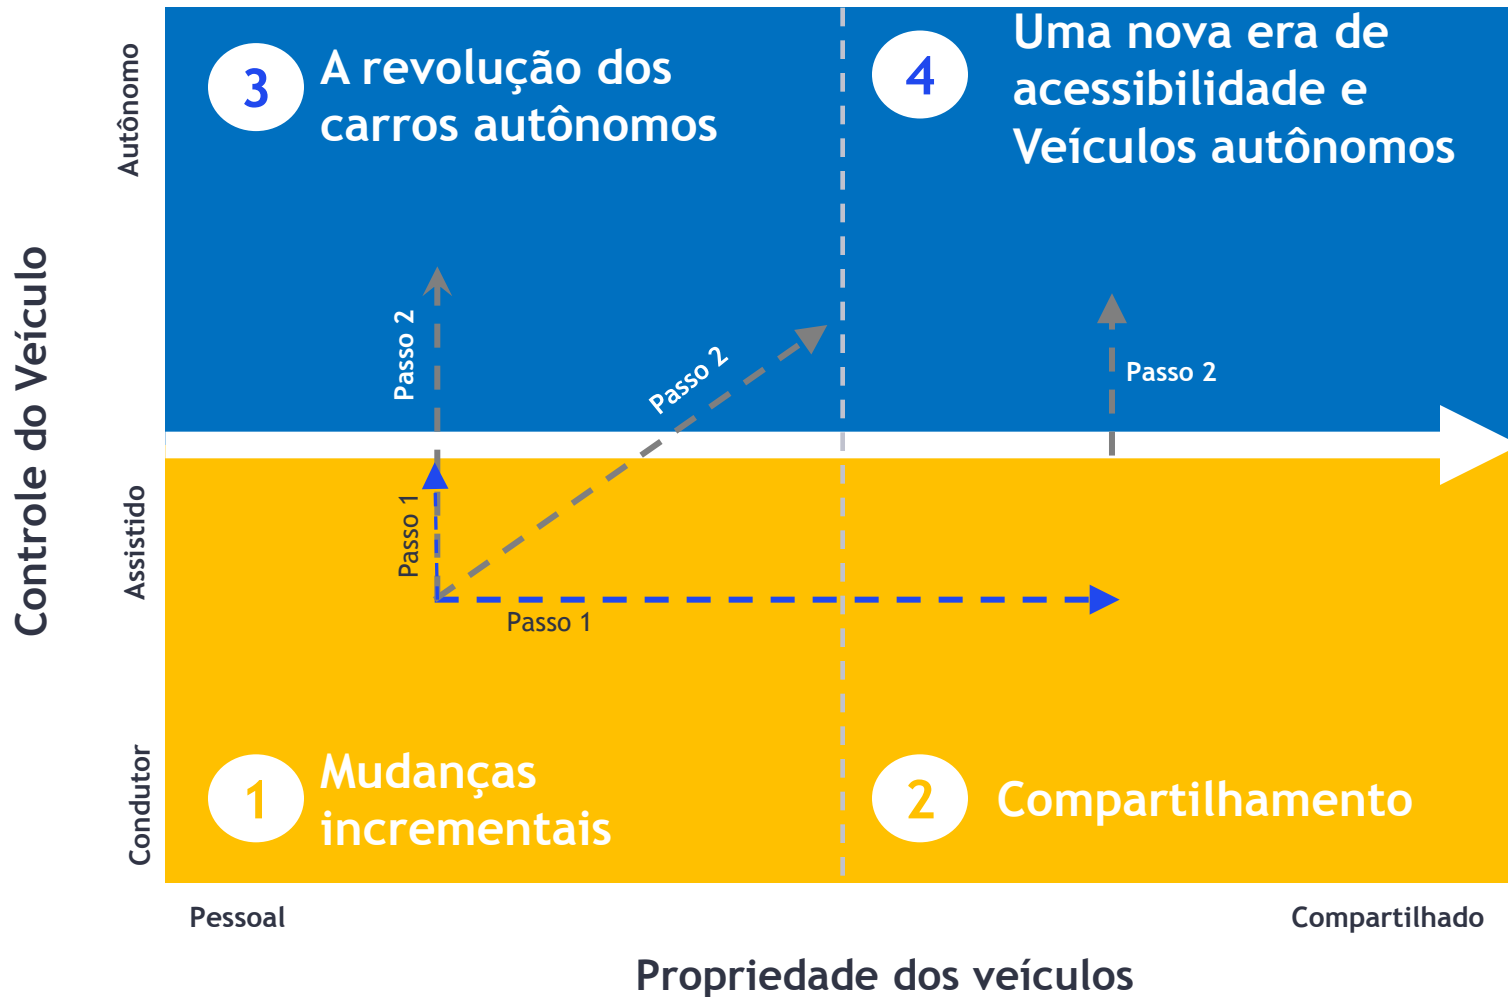 Controle do Veículo
Autônomo
Assistido
Condutor
3
A revolução dos
carros autônomos
4
Uma nova era de
acessibilidade e
Veículos autônomos
Passo 2
Passo 2
Passo 2
Passo 1
Passo 1
1
Mudanças
incrementais
2
Compartilhamento
Pessoal
Compartilhado
Propriedade dos veículos